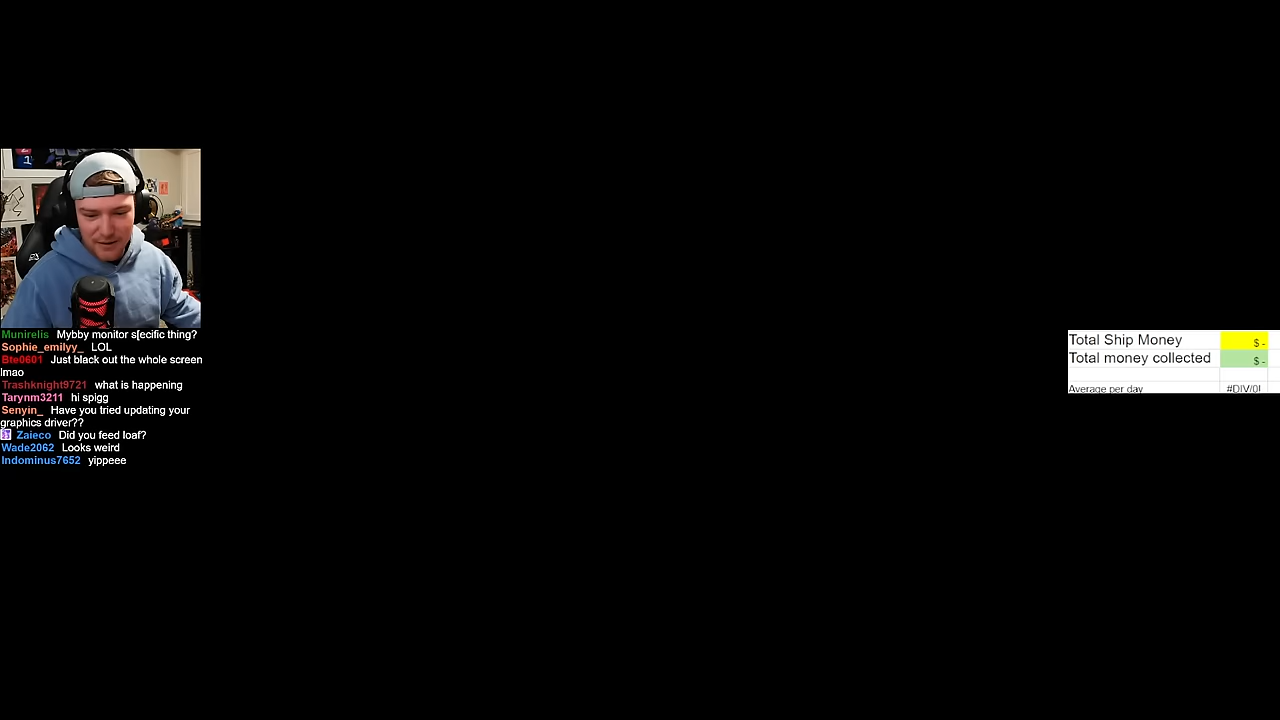 Munirelis Mybby monitor s[ecific thing?
Sophie_emilyy_ LOL
Bte0601 Just black out the whole screen
lmao
Trashknight9721 what is happening
Tarynm3211 hi spigg
Senyin_ Have you tried updating your
graphics driver??
Zaieco Did you feed loaf?
Wade2062 Looks weird
Indominus7652 yippeee
Total Ship Money $ -
Total money collected $ -
Average per day #DIV/0!